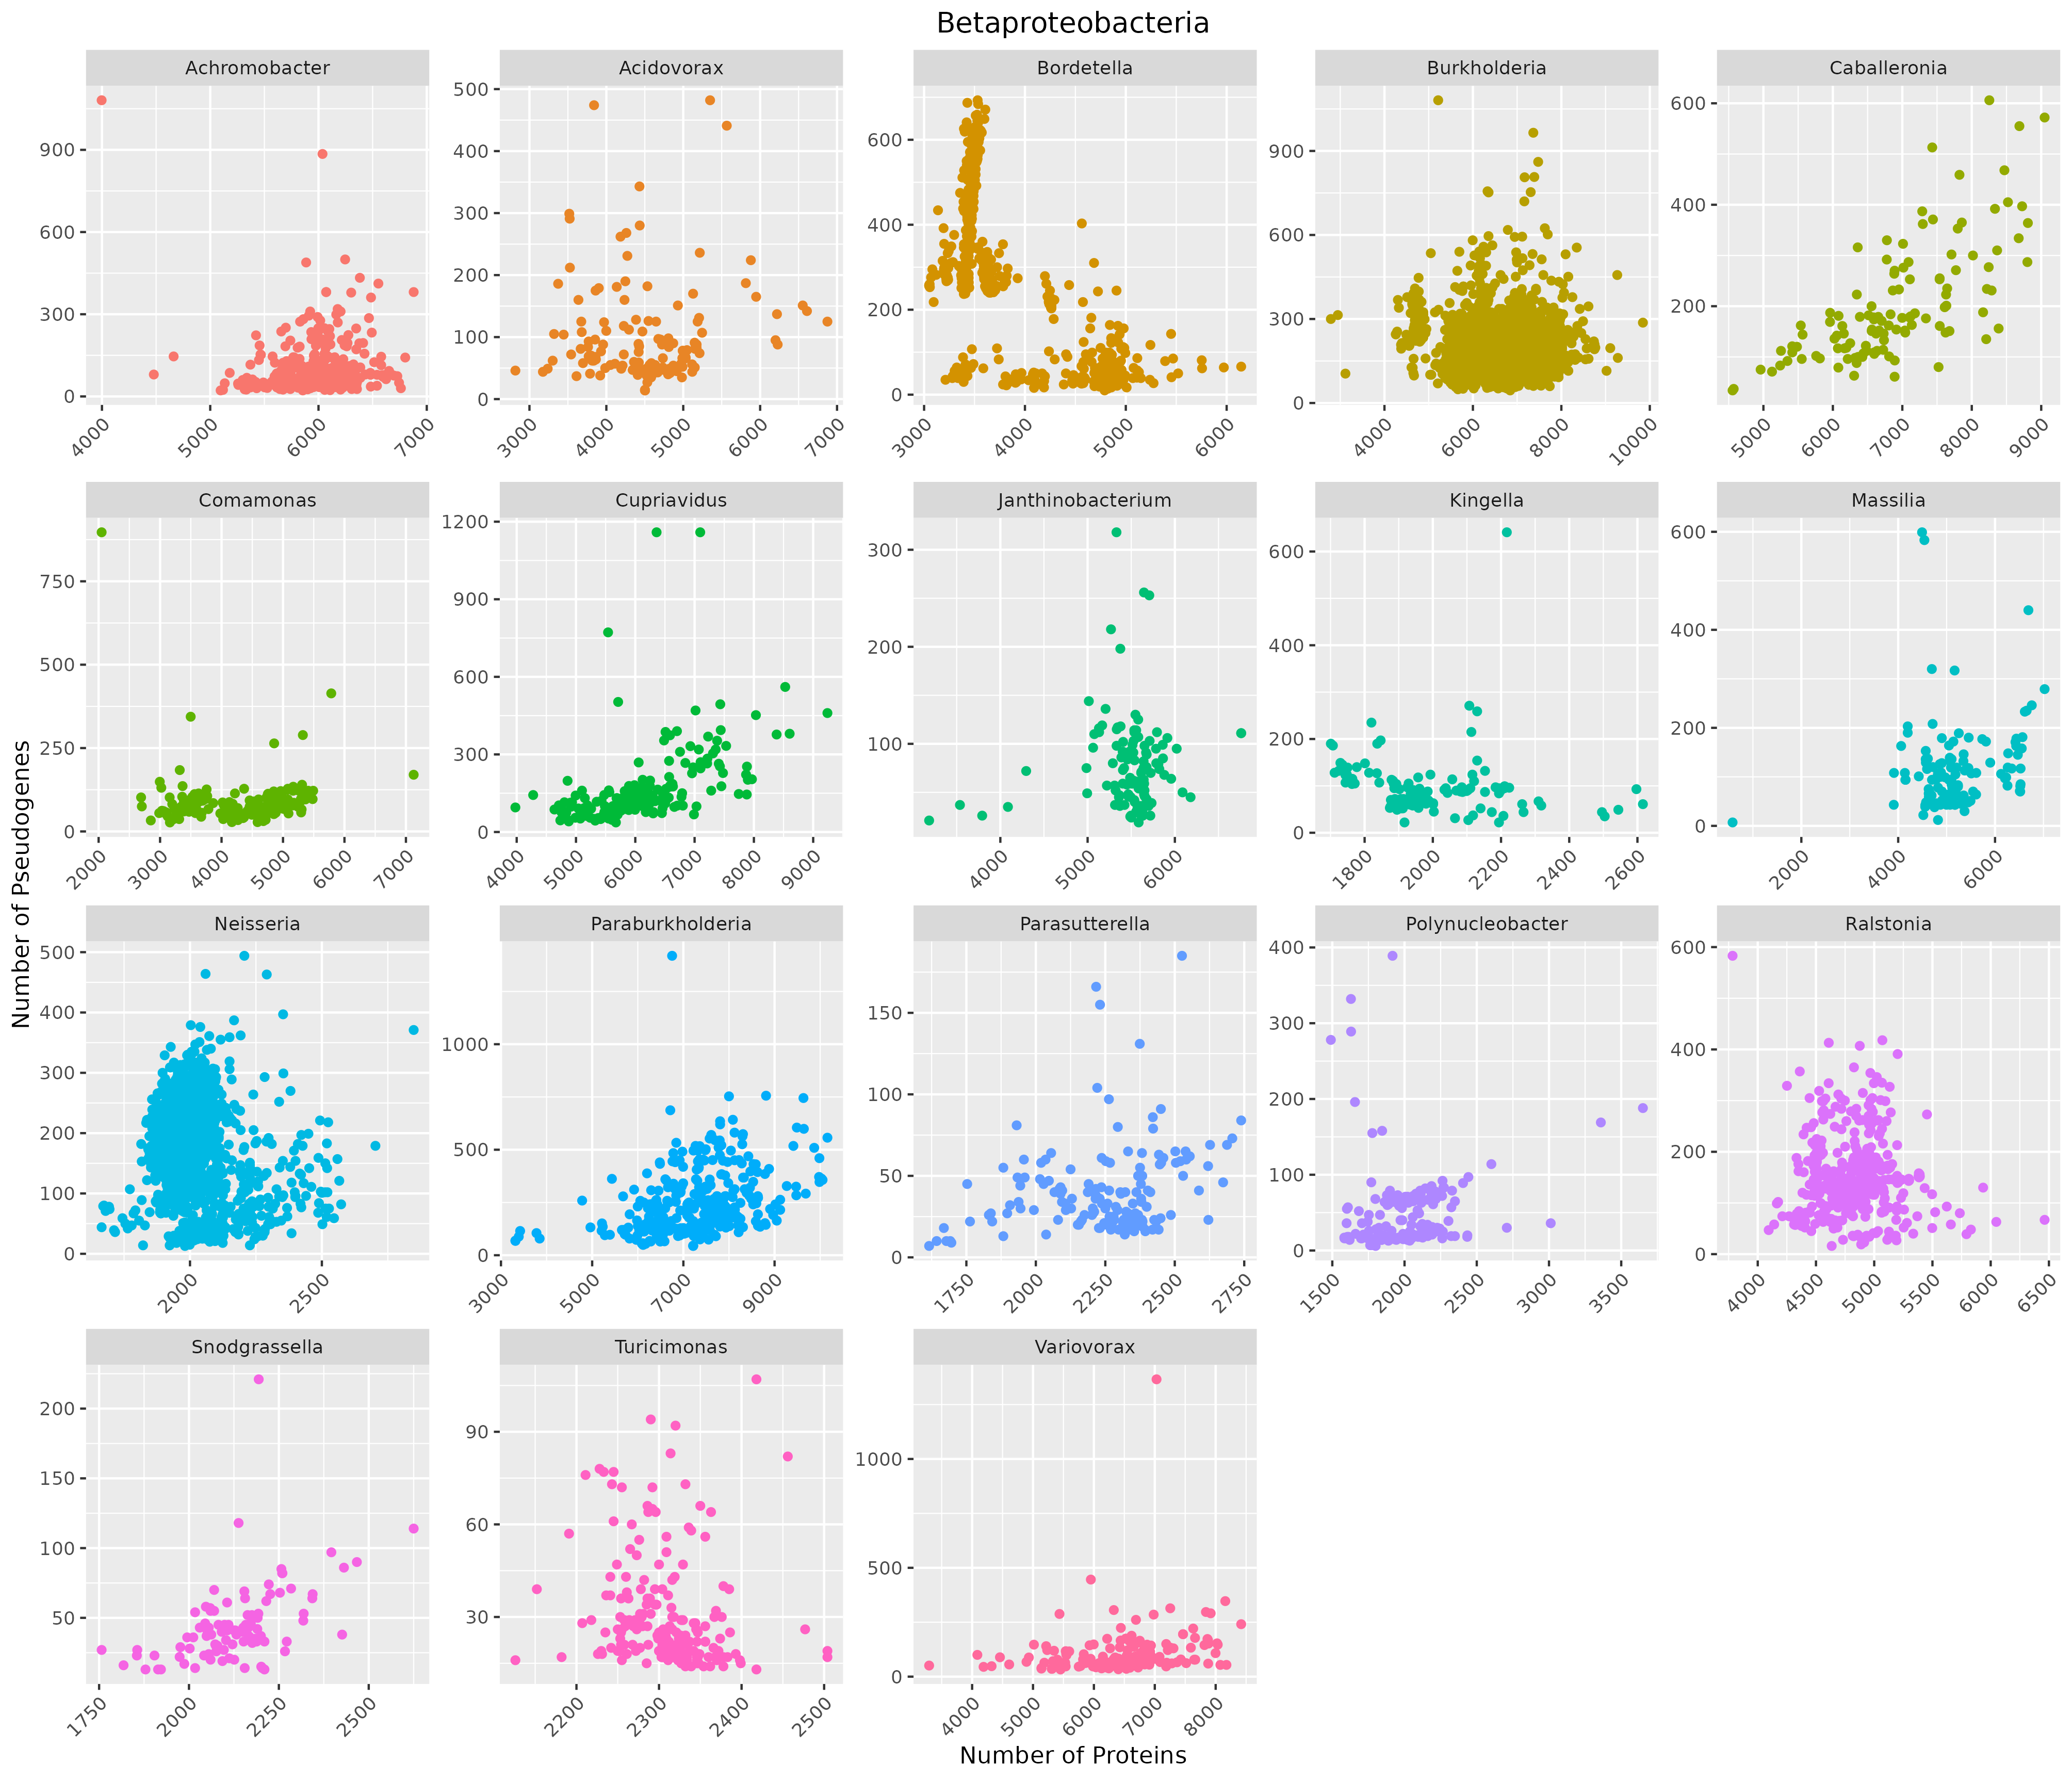 Betaproteobacteria
Achromobacter Acidovorax Bordetella Burkholderia Caballeronia
900 600 300 0
500 400 300 200 100 0
600 400 200 0
900 600 300 0
600 400 200
4000 5000 6000 7000
3000 4000 5000 6000 7000
3000 4000 5000 6000
4000 6000 8000 10000
5000 6000 7000 8000 9000
Comamonas Cupriavidus Janthinobacterium Kingella Massilia
750 500 250 0
1200 900 600 300 0
300 200 100
600 400 200 0
600 400 200 0
2000 3000 4000 5000 6000 7000
4000 5000 6000 7000 8000 9000
4000 5000 6000
1800 2000 2200 2400 2600
2000 4000 6000
Number of Pseudogenes
Neisseria Paraburkholderia Parasutterella Polynucleobacter Ralstonia
500 400 300 200 100 0
1000 500 0
150 100 50 0
400 300 200 100 0
600 400 200 0
2000 2500
3000 5000 7000 9000
1750 2000 2250 2500 2750
1500 2000 2500 3000 3500
4000 4500 5000 5500 6000 6500
Snodgrassella Turicimonas Variovorax
200 150 100 50
90 60 30
1000 500 0
1750 2000 2250 2500
2200 2300 2400 2500
4000 5000 6000 7000 8000
Number of Proteins